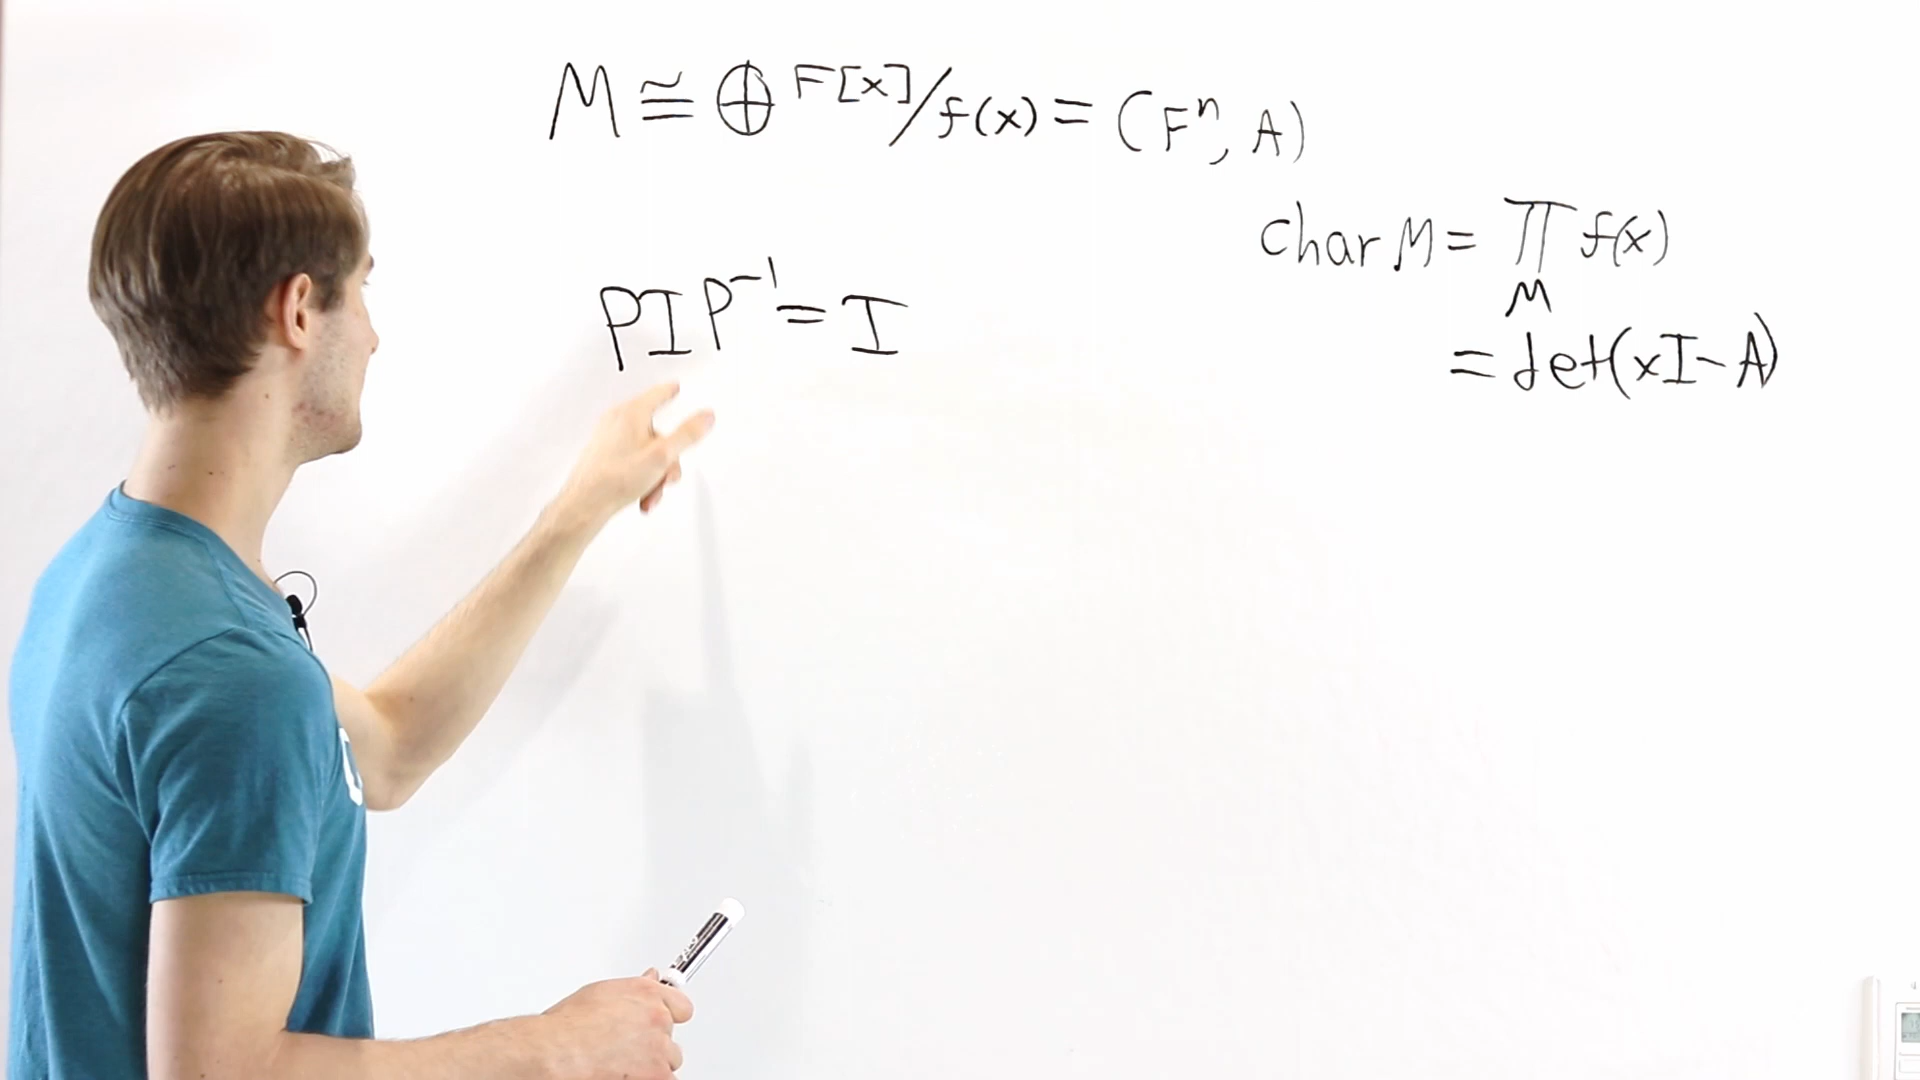 M ≅ ⊕ F[x]/f(x) = (Fⁿ, A)
char M = ∏ f(x)
M
= det(xI - A)
PIP⁻¹ = I